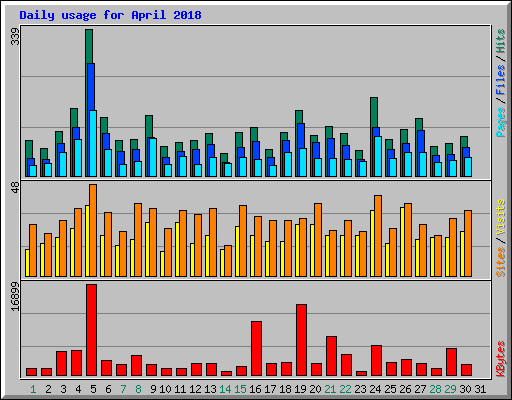 Daily usage for April 2018
339
Pages / Files / Hits
48
Sites / Visits
16899
KBytes
1 2 3 4 5 6 7 8 9 10 11 12 13 14 15 16 17 18 19 20 21 22 23 24 25 26 27 28 29 30 31